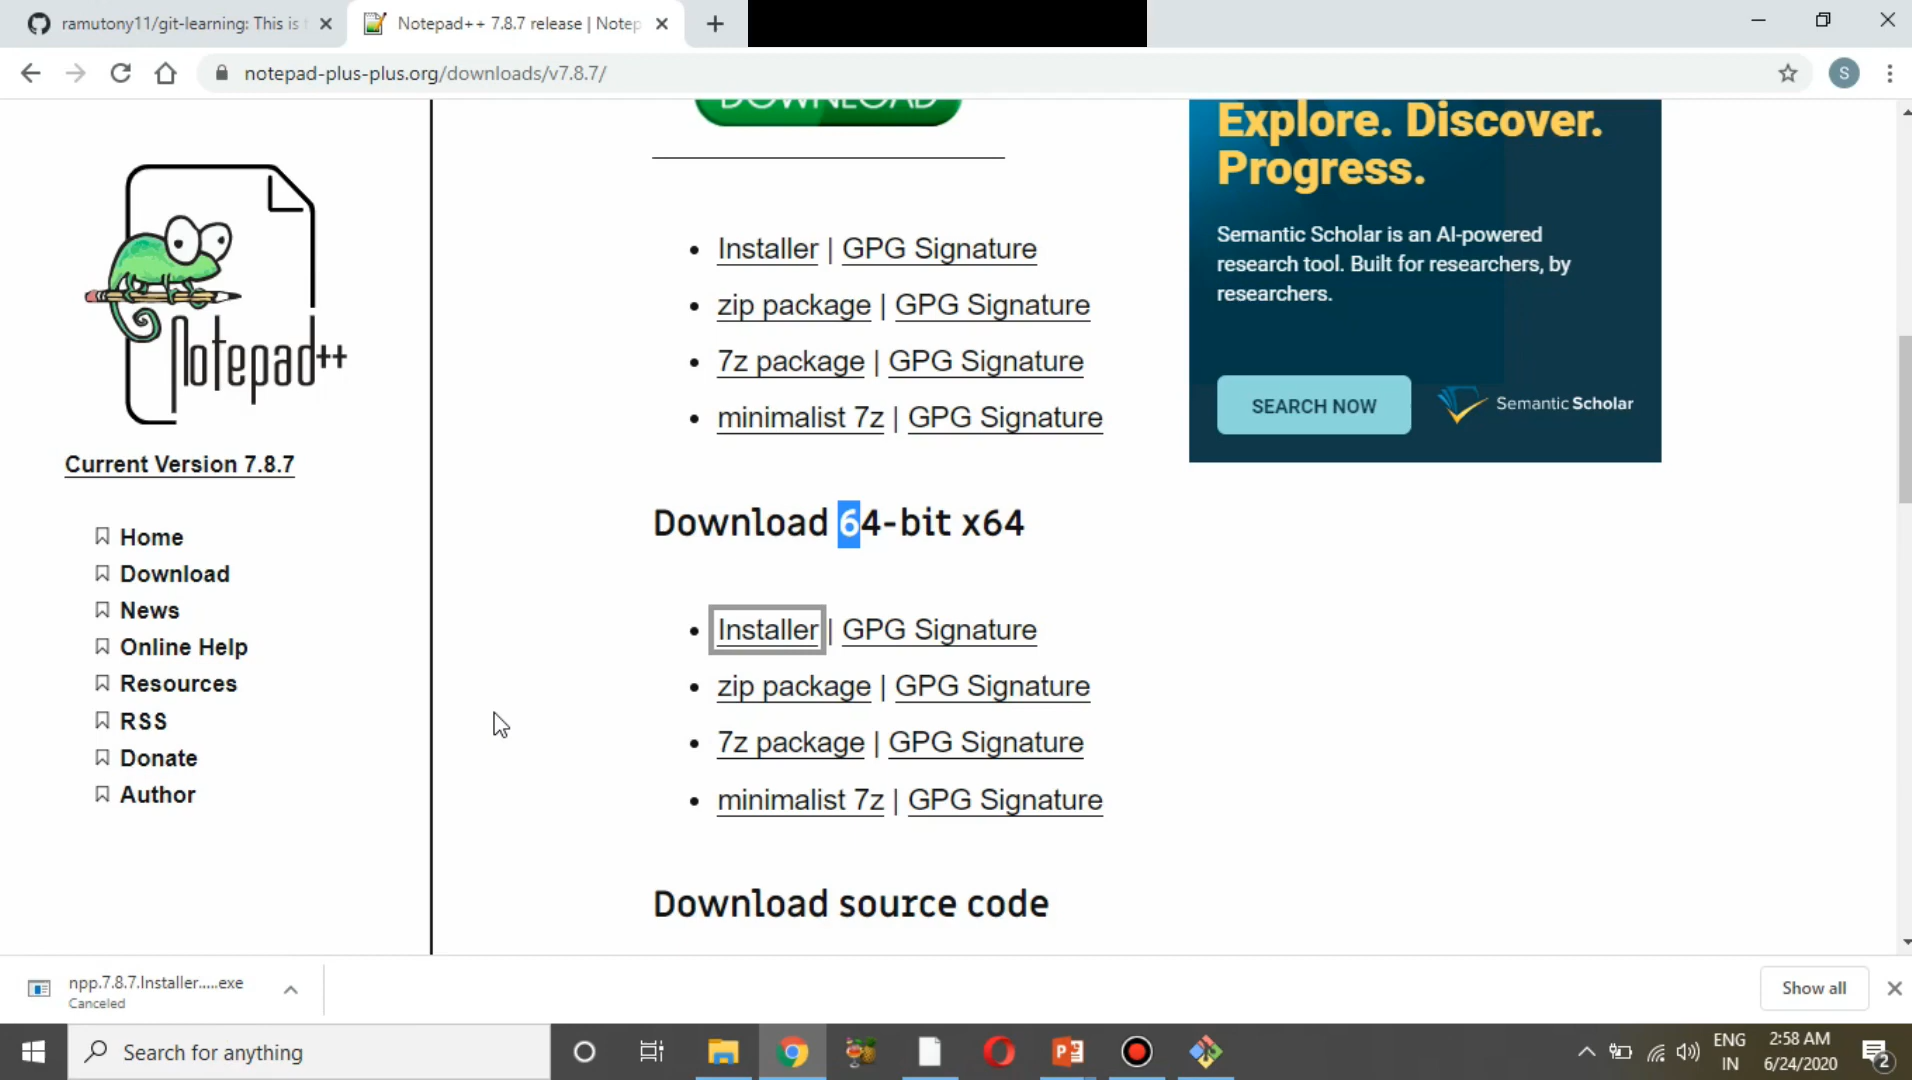 ramutony11/git-learning: This is
Notepad++ 7.8.7 release | Notep
notepad-plus-plus.org/downloads/v7.8.7/
S
DOWNLOAD
Notepad++
Current Version 7.8.7
Home
Download
News
Online Help
Resources
RSS
Donate
Author
Installer | GPG Signature
zip package | GPG Signature
7z package | GPG Signature
minimalist 7z | GPG Signature
Download 64-bit x64
Installer | GPG Signature
zip package | GPG Signature
7z package | GPG Signature
minimalist 7z | GPG Signature
Download source code
Explore. Discover.
Progress.
Semantic Scholar is an AI-powered
research tool. Built for researchers, by
researchers.
SEARCH NOW
Semantic Scholar
npp.7.8.7.Installer.....exe
Canceled
Show all
Search for anything
ENG
IN
2:58 AM
6/24/2020
2